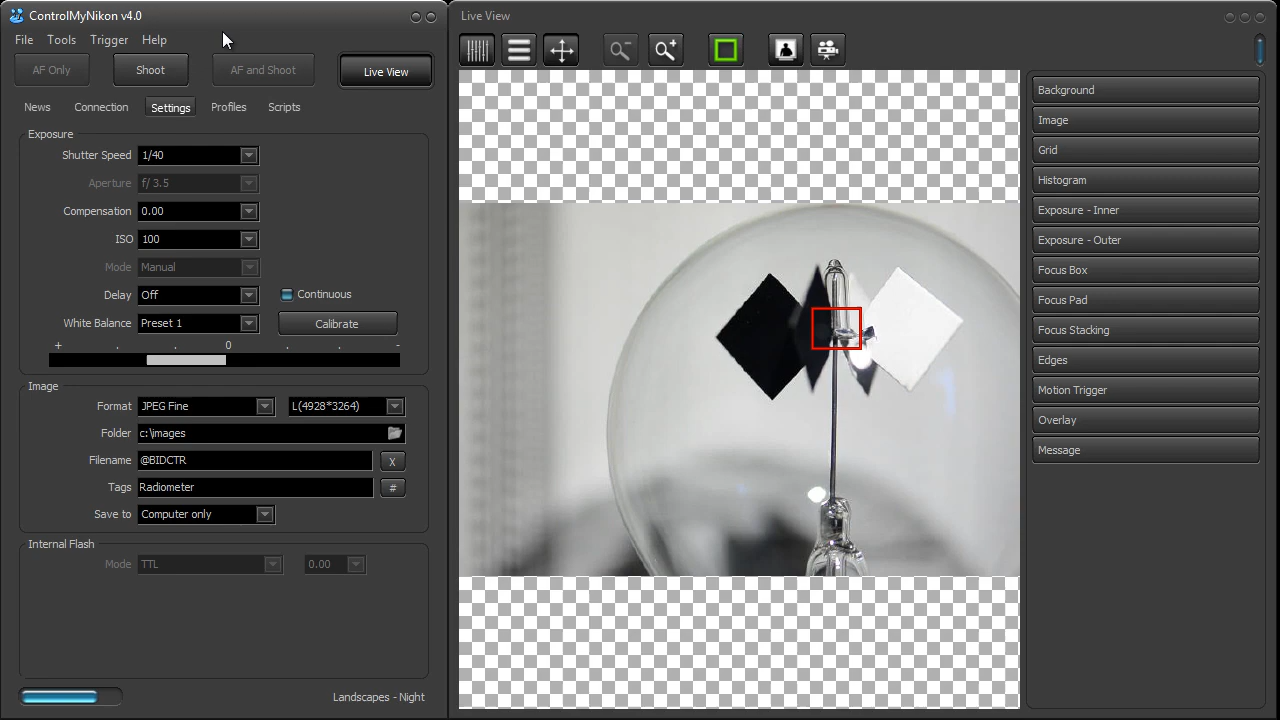 ControlMyNikon v4.0
File Tools Trigger Help
AF Only Shoot AF and Shoot Live View
News Connection Settings Profiles Scripts
Exposure
Shutter Speed 1/40
Aperture f/ 3.5
Compensation 0.00
ISO 100
Mode Manual
Delay Off Continuous
White Balance Preset 1 Calibrate
+ 0 -
Image
Format JPEG Fine L(4928*3264)
Folder c:\images
Filename @BIDCTR X
Tags Radiometer #
Save to Computer only
Internal Flash
Mode TTL 0.00
Landscapes - Night
Live View
Background
Image
Grid
Histogram
Exposure - Inner
Exposure - Outer
Focus Box
Focus Pad
Focus Stacking
Edges
Motion Trigger
Overlay
Message